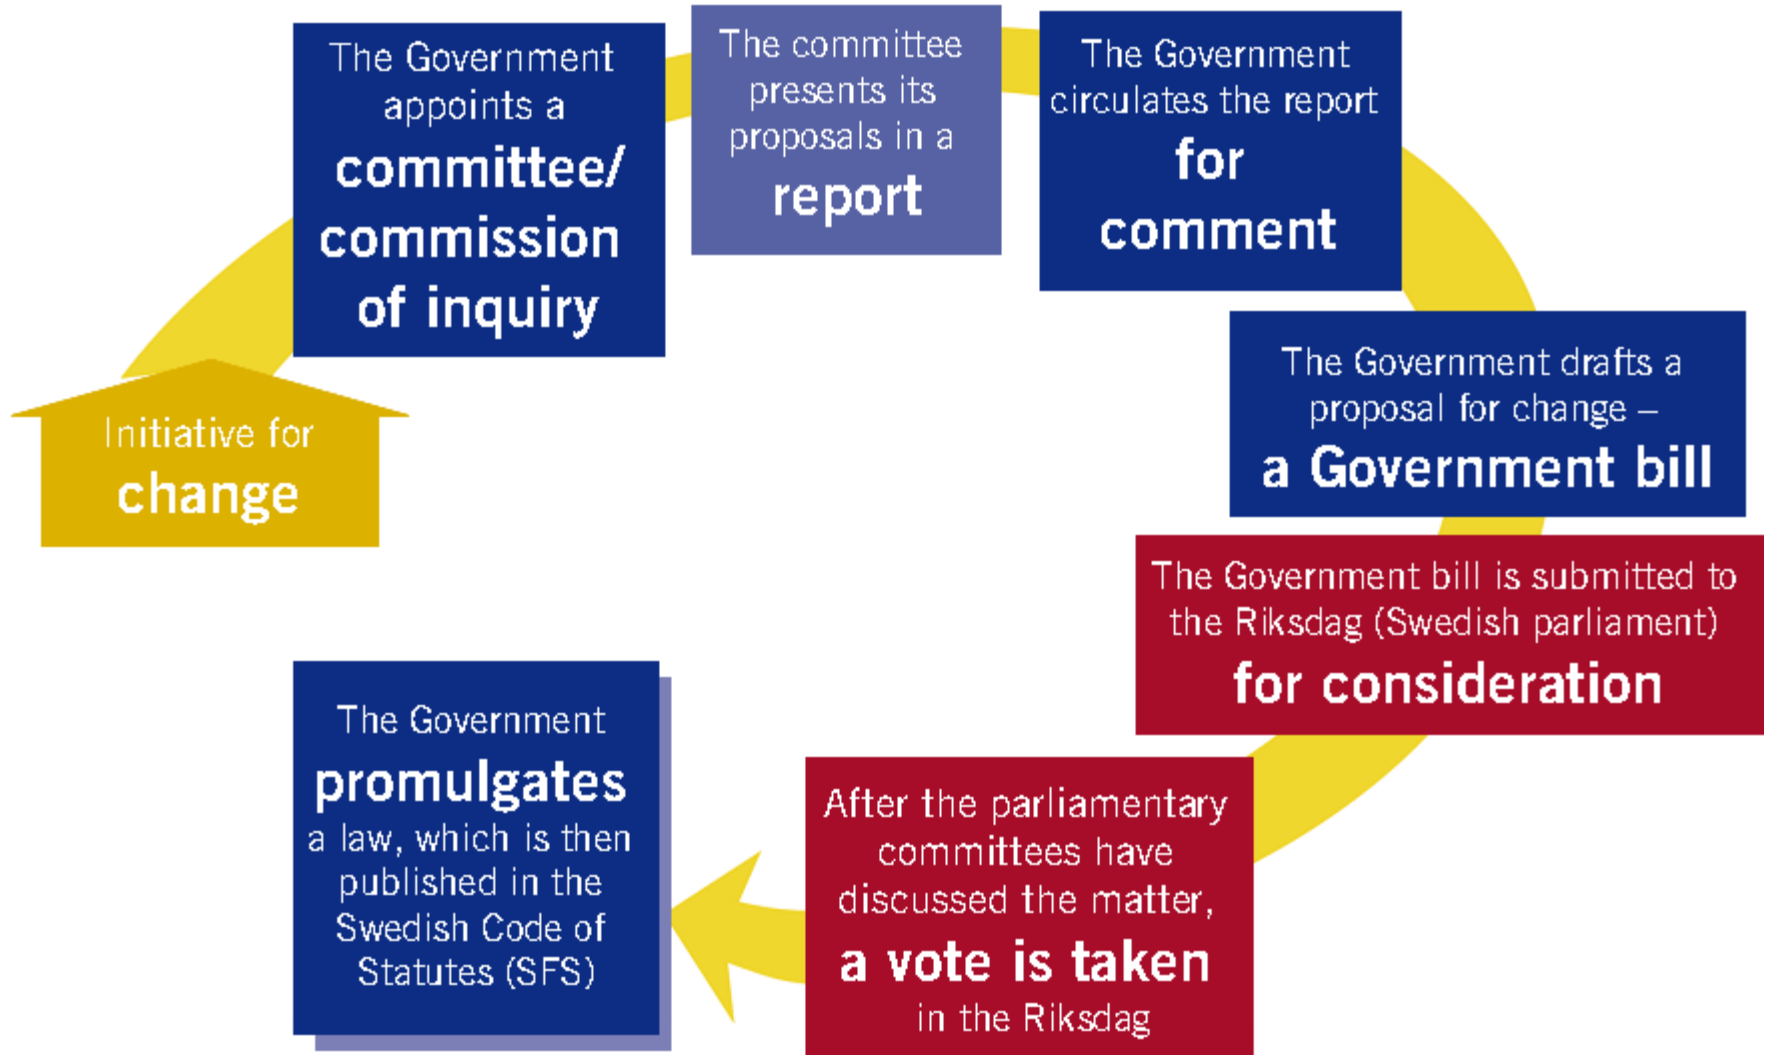 The Government
appoints a
committee/
commission
of inquiry
The committee
presents its
proposals in a
report
The Government
circulates the report
for
comment
The Government drafts a
proposal for change –
a Government bill
Initiative for
change
The Government bill is submitted to
the Riksdag (Swedish parliament)
for consideration
After the parliamentary
committees have
discussed the matter,
a vote is taken
in the Riksdag
The Government
promulgates
a law, which is then
published in the
Swedish Code of
Statutes (SFS)